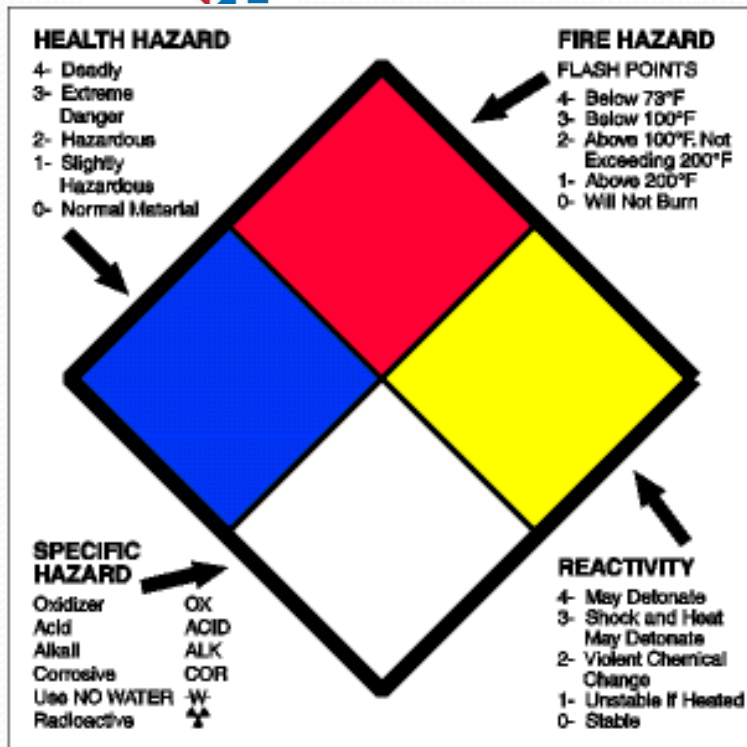 HEALTH HAZARD
4- Deadly
3- Extreme
Danger
2- Hazardous
1- Slightly
Hazardous
0- Normal Material
FIRE HAZARD
FLASH POINTS
4- Below 73°F
3- Below 100°F
2- Above 100°F. Not
Exceeding 200°F
1- Above 200°F
0- Will Not Burn
SPECIFIC
HAZARD
Oxidizer OX
Acid ACID
Alkali ALK
Corrosive COR
Use NO WATER W
Radioactive
REACTIVITY
4- May Detonate
3- Shock and Heat
May Detonate
2- Violent Chemical
Change
1- Unstable If Heated
0- Stable